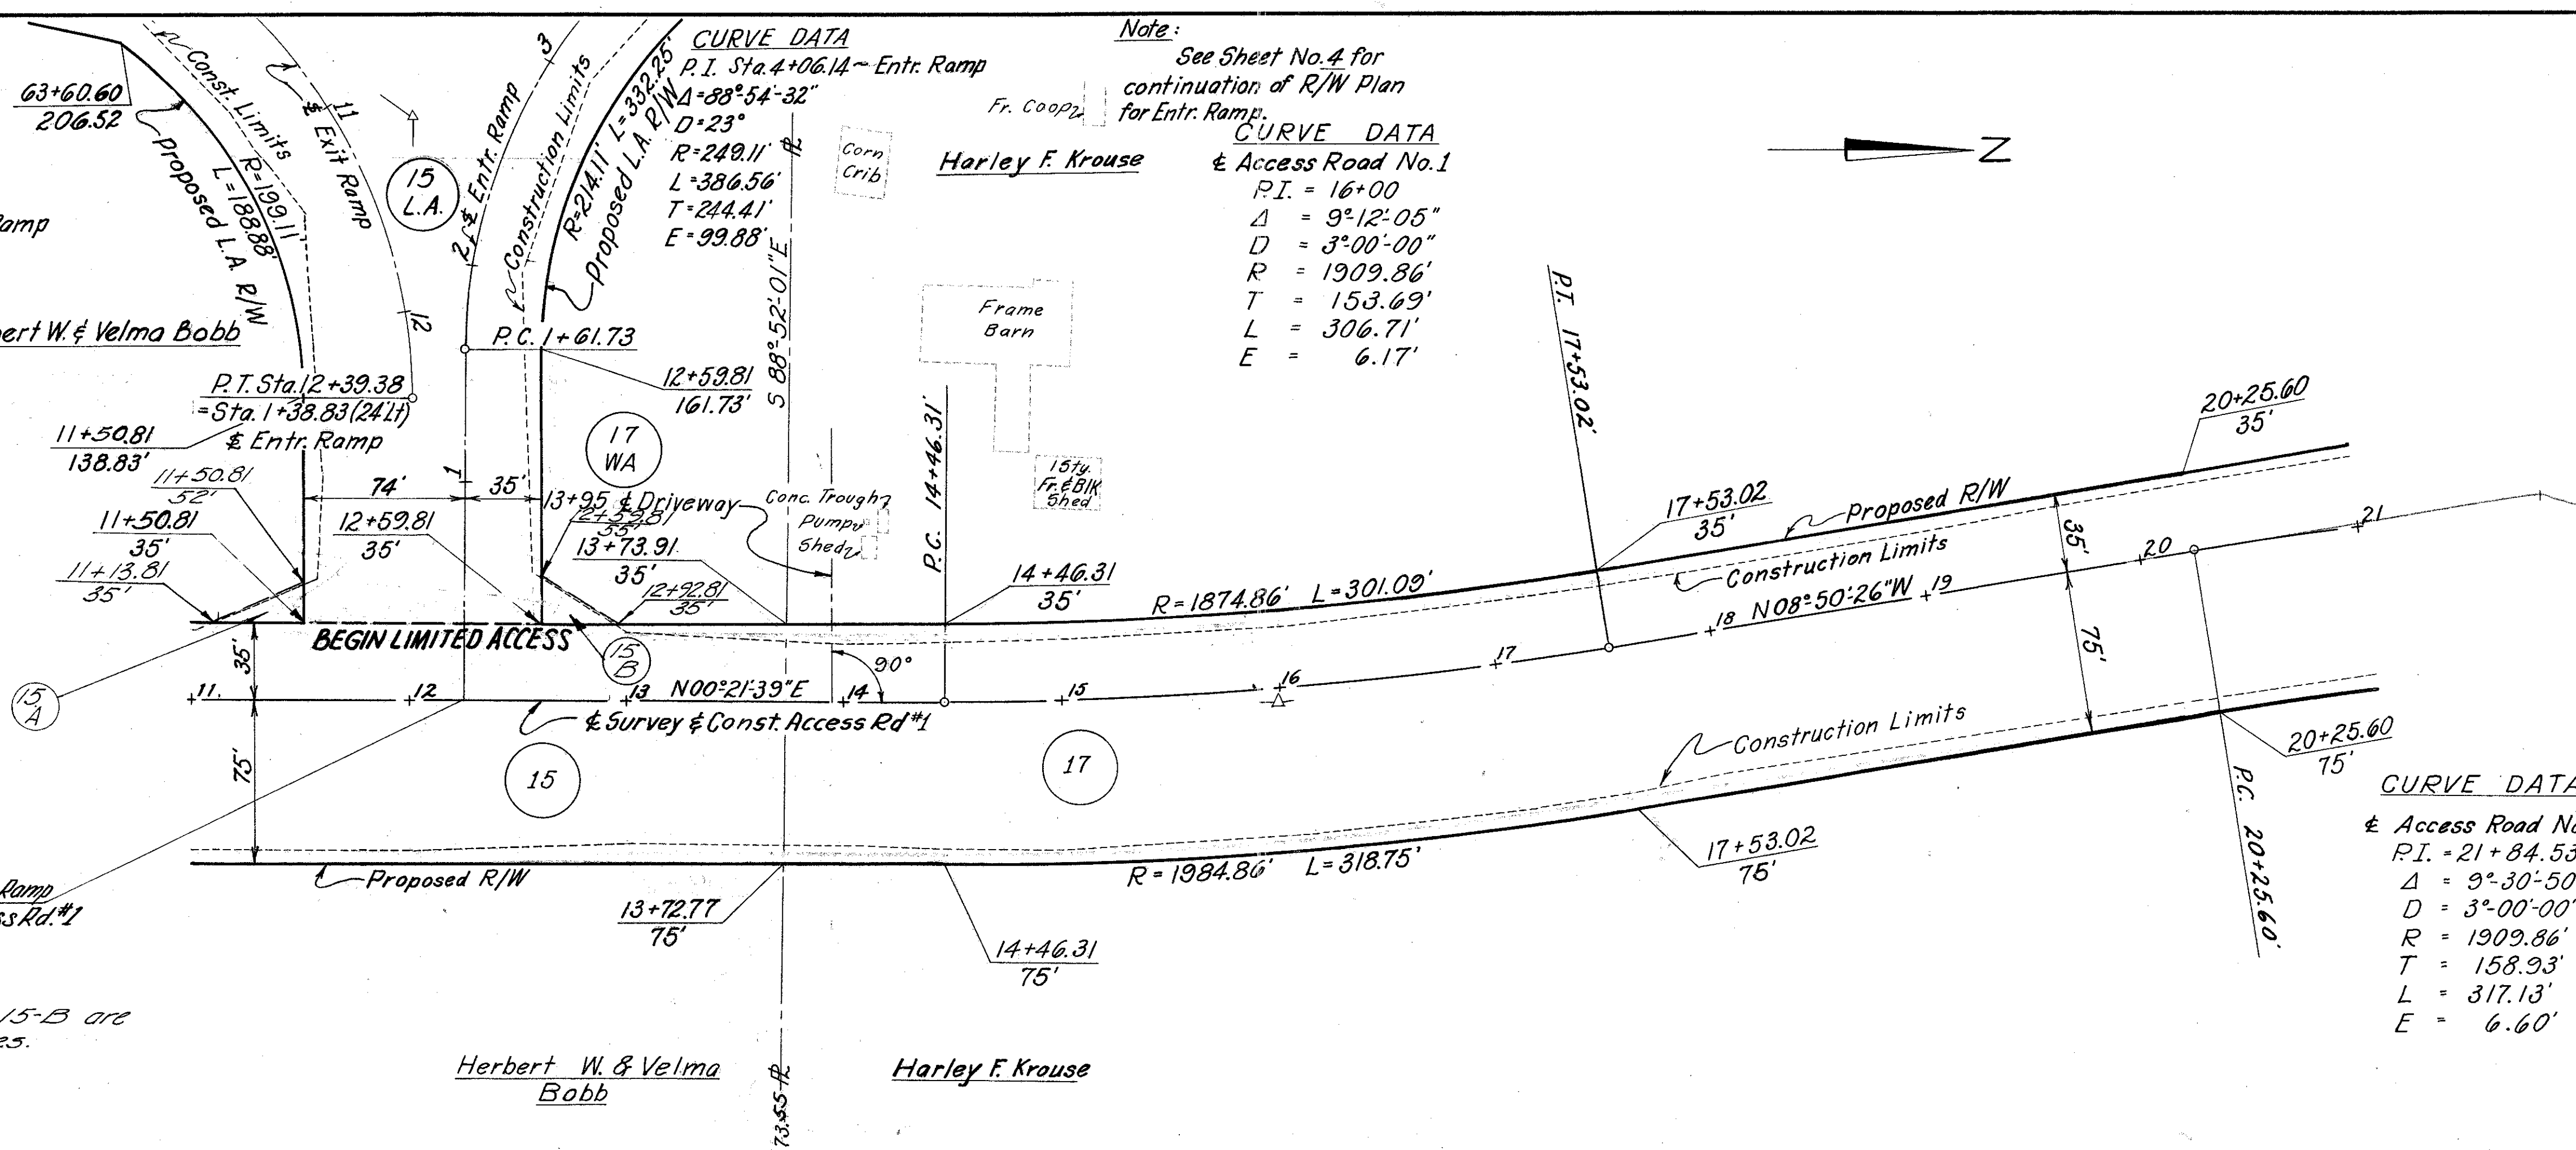 63+60.60
206.52
Const. Limits
℄ Exit Ramp
11
12
Proposed L.A. R/W
R=199.11'
L=188.88'
15
L.A.
3
2
1
℄ Entr. Ramp
Construction Limits
R=214.11' L=332.25'
Proposed L.A. R/W
CURVE DATA
P.I. Sta. 4+06.14~ Entr. Ramp
Δ=88°-54'-32"
D=23°
R=249.11'
L=386.56'
T=244.41'
E=99.88'
S 88°-52'-01"E
Corn
Crib
Fr. Coop
Note:
See Sheet No. 4 for
continuation of R/W Plan
for Entr. Ramp.
Harley F. Krouse
CURVE DATA
℄ Access Road No. 1
P.I. = 16+00
Δ = 9°-12'-05"
D = 3°-00'-00"
R = 1909.86'
T = 153.69'
L = 306.71'
E = 6.17'
Z
Ramp
bert W. & Velma Bobb
P.T. Sta. 12+39.38
=Sta. 1+38.83 (24' Lt)
℄ Entr. Ramp
11+50.81
138.83'
11+50.81
52'
11+50.81
35'
11+13.81
35'
P.C. 1+61.73
12+59.81
161.73'
17
WA
74'
35'
12+59.81
35'
13+95 ℄ Driveway
12+59.81
55'
13+73.91
35'
12+92.81
35'
Conc. Trough
Pump
Shed
Frame
Barn
1 Sty.
Fr. & Blk
Shed
P.C. 14+46.31'
14+46.31
35'
R=1874.86' L=301.09'
P.T. 17+53.02'
17+53.02
35'
Proposed R/W
Construction Limits
20+25.60
35'
BEGIN LIMITED ACCESS
15
A
15
B
35'
75'
90°
11
12
13
N00°-21'-39"E
14
15
16
17
18
N08°-50'-26"W
19
20
21
35'
75'
℄ Survey & Const. Access Rd #1
15
17
Construction Limits
Proposed R/W
R=1984.86' L=318.75'
13+72.77
75'
14+46.31
75'
17+53.02
75'
20+25.60
75'
P.C. 20+25.60'
CURVE DATA
℄ Access Road No
P.I. = 21+84.53
Δ = 9°-30'-50
D = 3°-00'-00"
R = 1909.86'
T = 158.93'
L = 317.13'
E = 6.60'
Ramp
ss Rd. #1
15-B are
es.
Herbert W. & Velma
Bobb
73.55 ℄
Harley F. Krouse